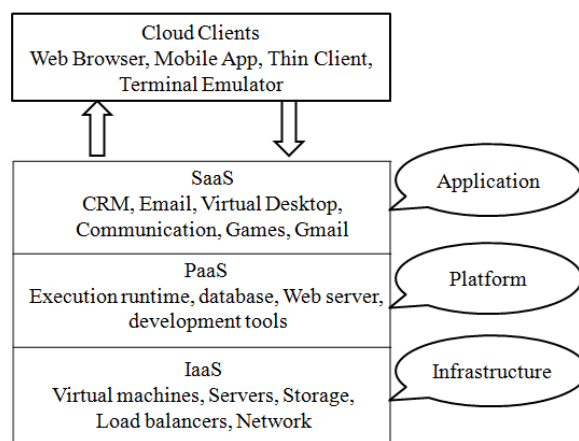 Cloud Clients
Web Browser, Mobile App, Thin Client,
Terminal Emulator
SaaS
CRM, Email, Virtual Desktop,
Communication, Games, Gmail
Application
PaaS
Execution runtime, database, Web server,
development tools
Platform
IaaS
Virtual machines, Servers, Storage,
Load balancers, Network
Infrastructure